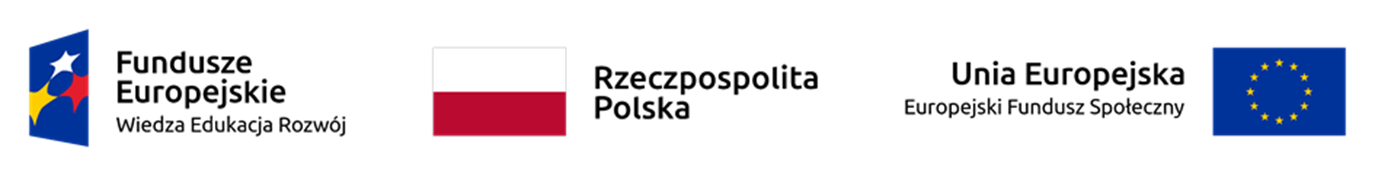 Fundusze
Europejskie
Wiedza Edukacja Rozwój
Rzeczpospolita
Polska
Unia Europejska
Europejski Fundusz Społeczny